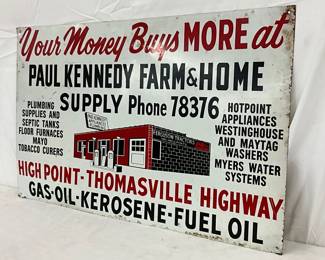 Your Money Buys MORE at
PAUL KENNEDY FARM & HOME
SUPPLY Phone 78376
PLUMBING
SUPPLIES AND
SEPTIC TANKS
FLOOR FURNACES
MAYO
TOBACCO CURERS
HOTPOINT
APPLIANCES
WESTINGHOUSE
AND MAYTAG
WASHERS
MYERS WATER
SYSTEMS
HIGH POINT-THOMASVILLE HIGHWAY
GAS-OIL-KEROSENE-FUEL OIL